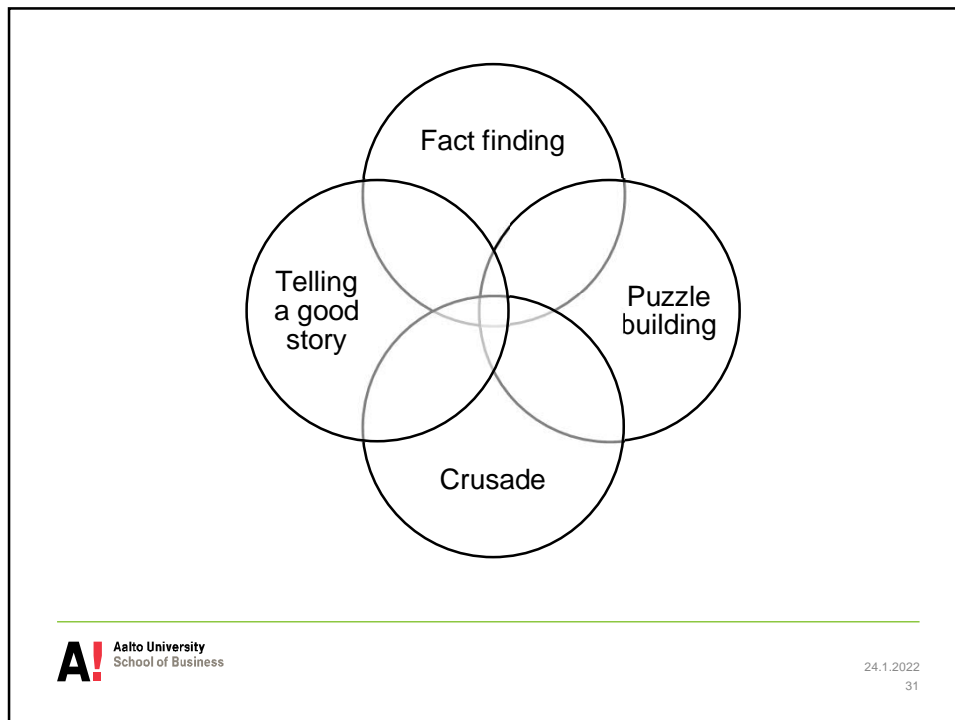 Fact finding
Telling
a good
story
Puzzle
building
Crusade
A!
Aalto University
School of Business
24.1.2022
31